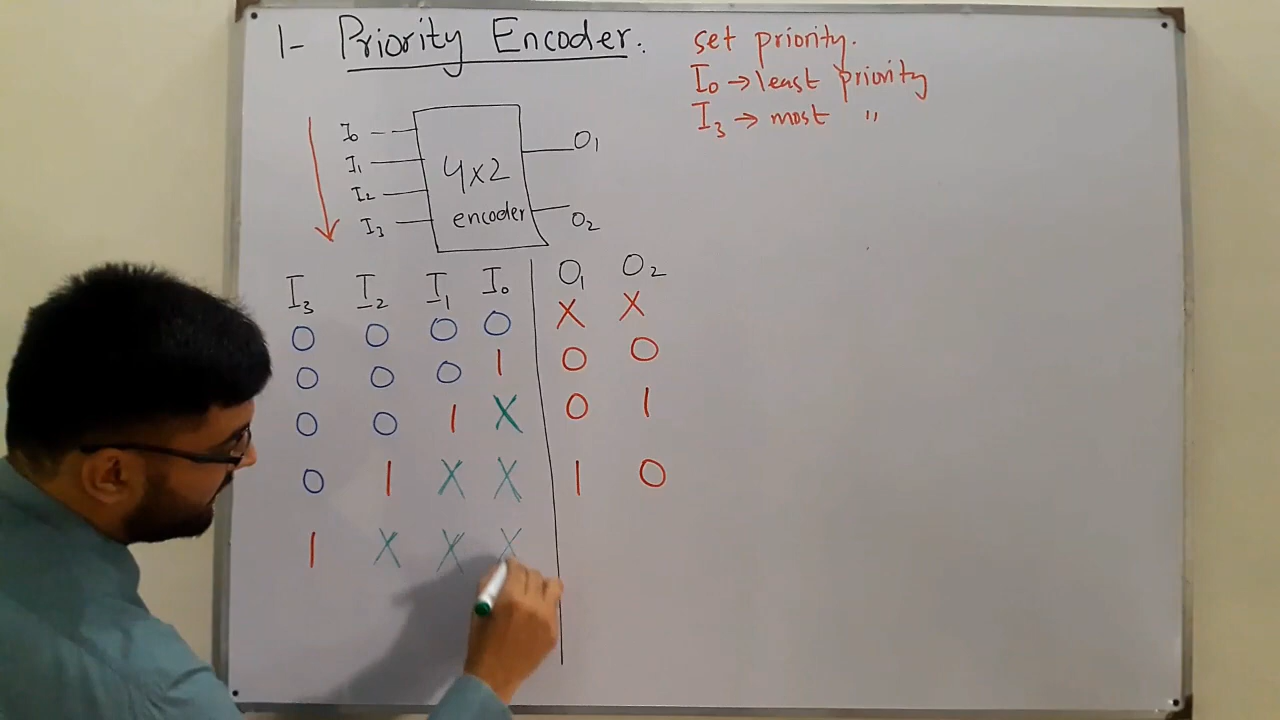 1- Priority Encoder.
set priority.
I0 → least priority
I3 → most "
I0
I1
I2
I3
4x2
encoder
O1
O2
I3 I2 I1 I0 O1 O2
0 0 0 0 X X
0 0 0 1 0 0
0 0 1 X 0 1
0 1 X X 1 0
1 X X X